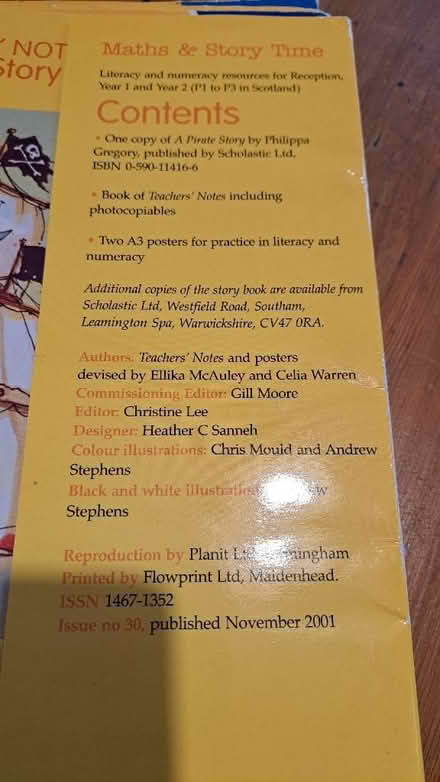 Y NOT
Story
Maths & Story Time
Literacy and numeracy resources for Reception,
Year 1 and Year 2 (P1 to P3 in Scotland)
Contents
• One copy of A Pirate Story by Philippa
Gregory, published by Scholastic Ltd,
ISBN 0-590-11416-6
• Book of Teachers' Notes including
photocopiables
• Two A3 posters for practice in literacy and
numeracy
Additional copies of the story book are available from
Scholastic Ltd, Westfield Road, Southam,
Leamington Spa, Warwickshire, CV47 0RA.
Authors: Teachers' Notes and posters
devised by Ellika McAuley and Celia Warren
Commissioning Editor: Gill Moore
Editor: Christine Lee
Designer: Heather C Sanneh
Colour illustrations: Chris Mould and Andrew
Stephens
Black and white
Stephens
Reproduction by Planit
Printed by Flowprint Ltd, Maidenhead.
ISSN 1467-1352
Issue no 30, published November 2001